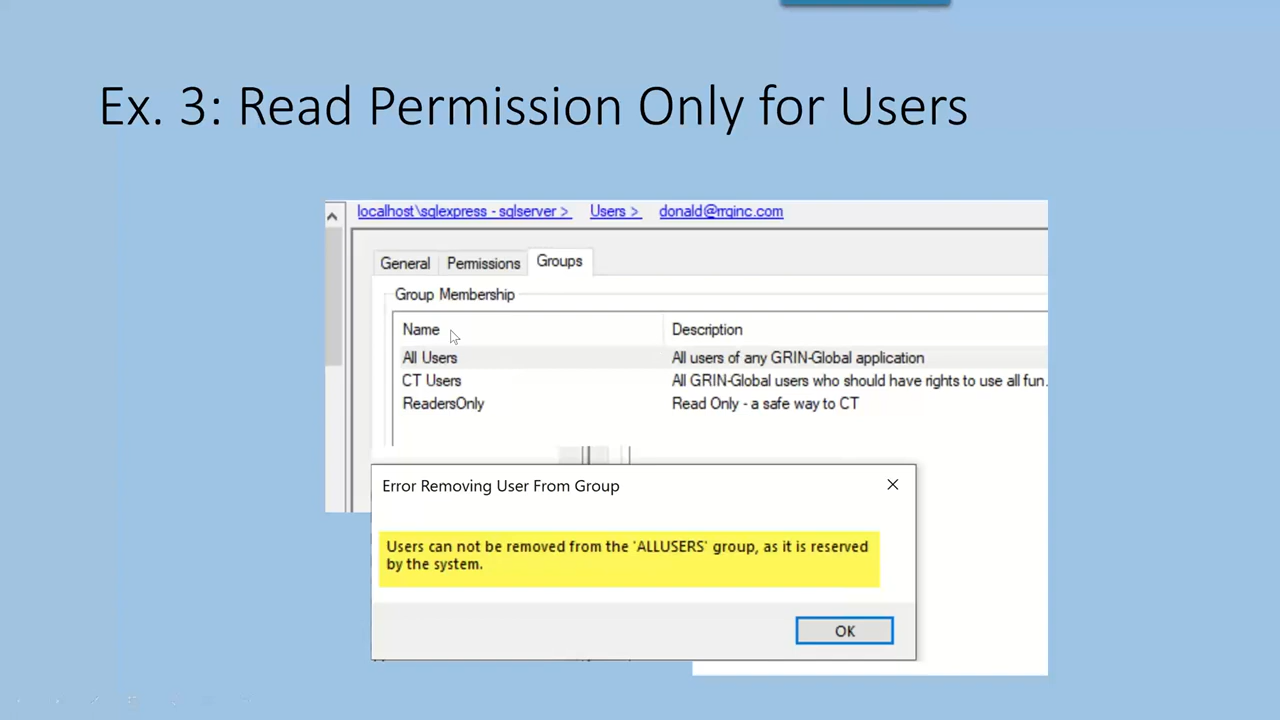 Ex. 3: Read Permission Only for Users
localhost\sqlexpress - sqlserver > Users > donald@rrginc.com
General Permissions Groups
Group Membership
Name Description
All Users All users of any GRIN-Global application
CT Users All GRIN-Global users who should have rights to use all fun.
ReadersOnly Read Only - a safe way to CT
Error Removing User From Group
Users can not be removed from the 'ALLUSERS' group, as it is reserved
by the system.
OK